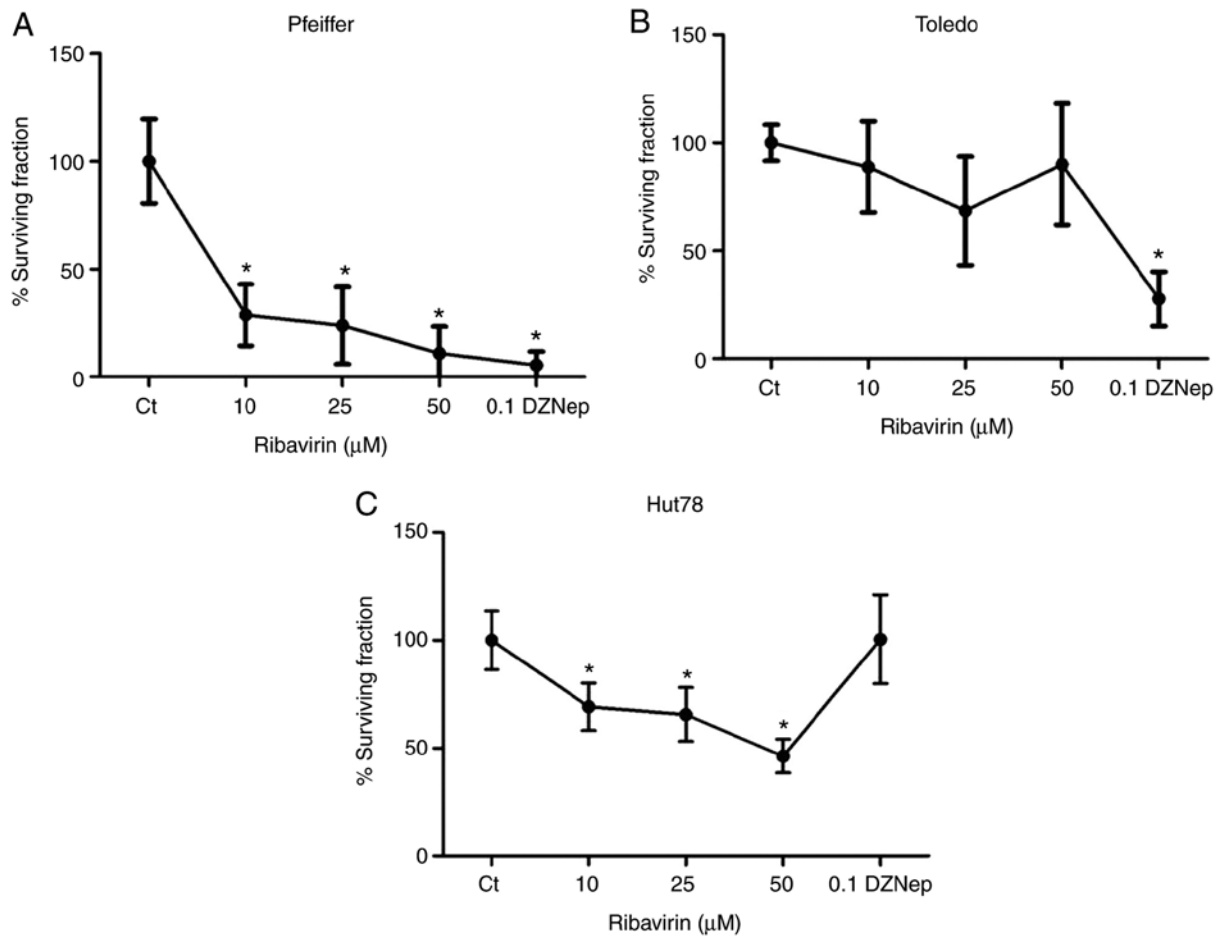 A
Pfeiffer
150
100
50
0
% Surviving fraction
*
*
*
*
Ct
10
25
50
0.1 DZNep
Ribavirin (μM)
B
Toledo
150
100
50
0
% Surviving fraction
*
Ct
10
25
50
0.1 DZNep
Ribavirin (μM)
C
Hut78
150
100
50
0
% Surviving fraction
*
*
*
Ct
10
25
50
0.1 DZNep
Ribavirin (μM)